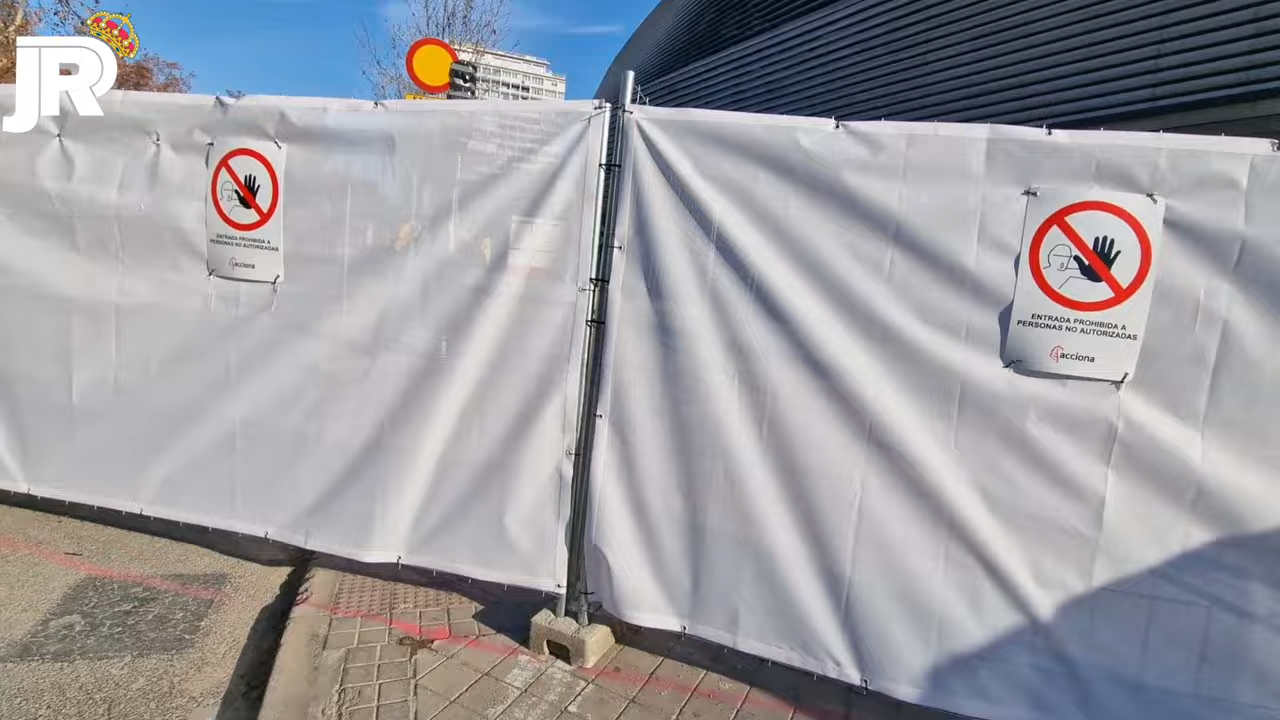 JR
ENTRADA PROHIBIDA A
PERSONAS NO AUTORIZADAS
acciona
ENTRADA PROHIBIDA A
PERSONAS NO AUTORIZADAS
acciona